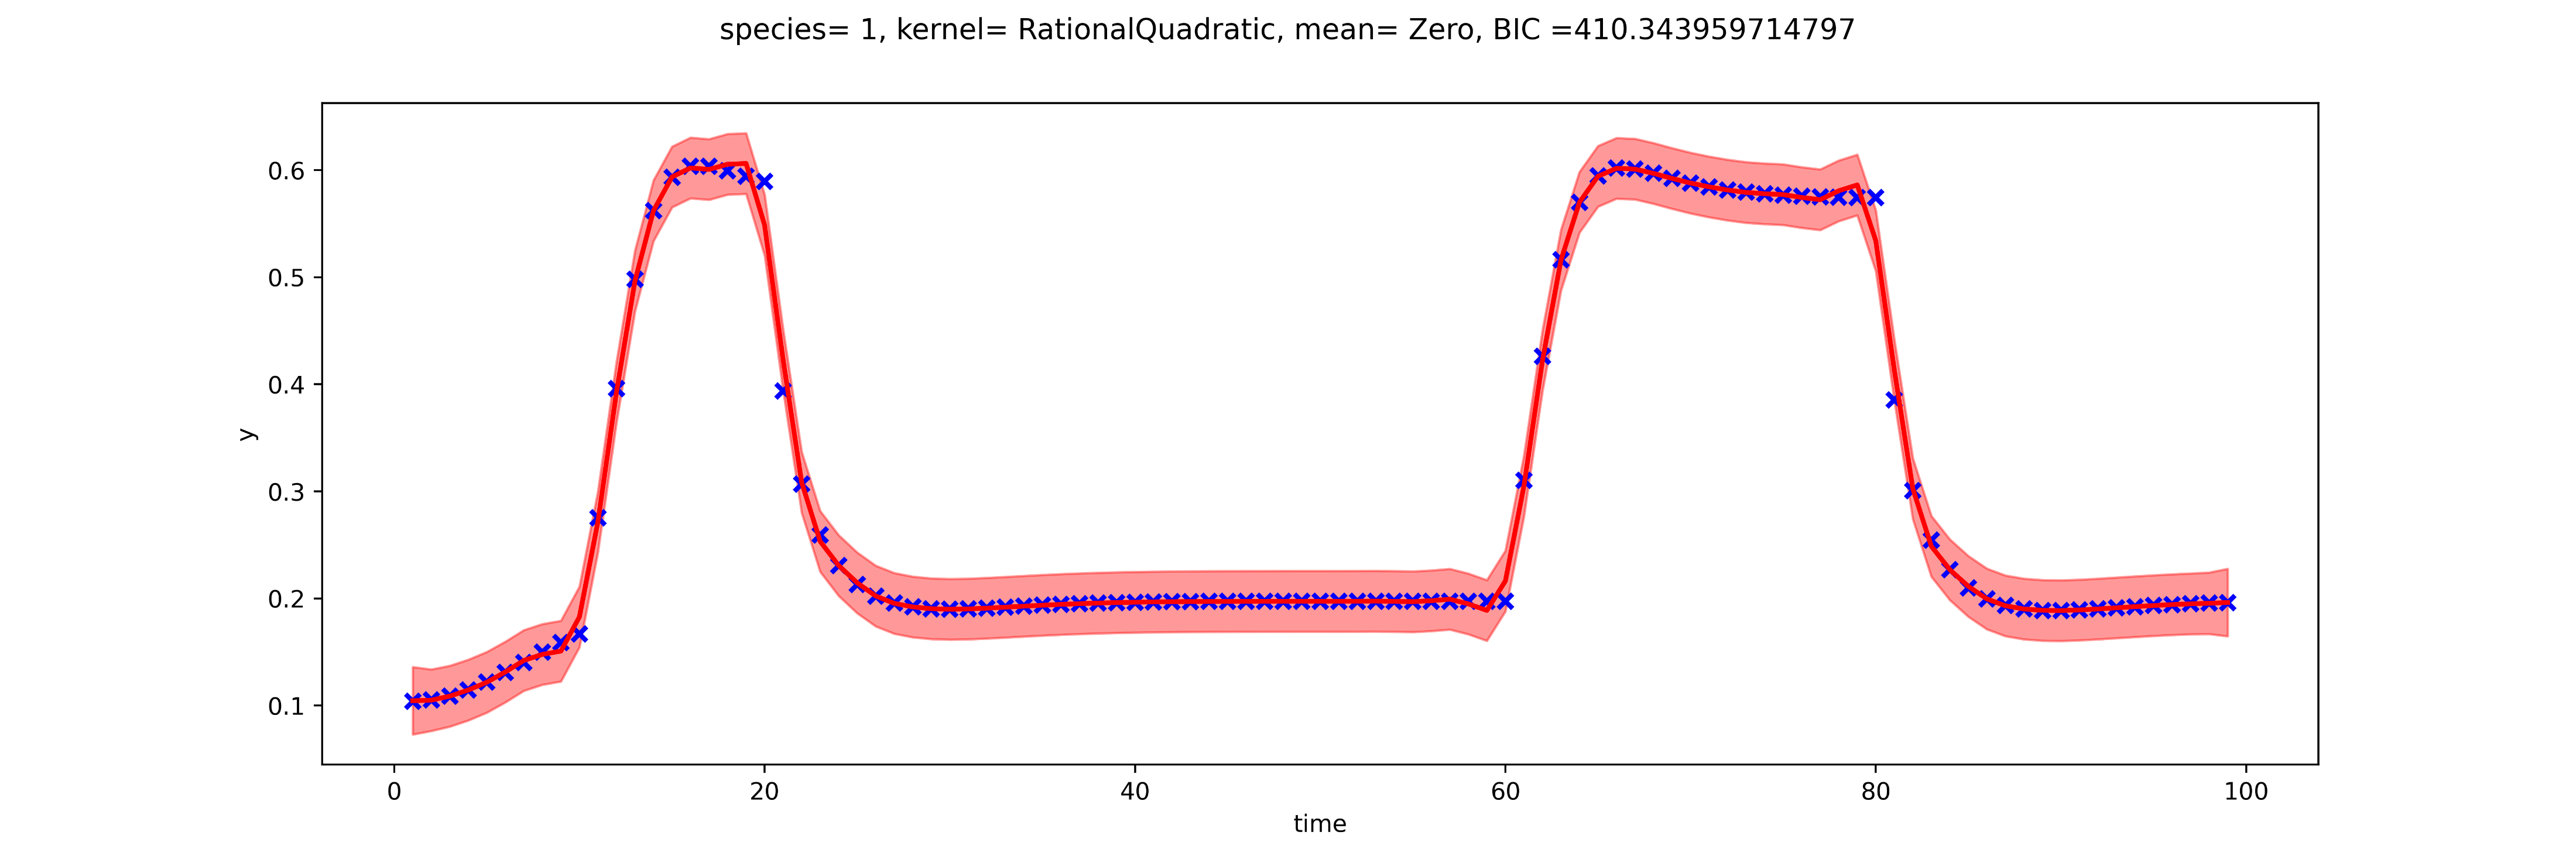 species= 1, kernel= RationalQuadratic, mean= Zero, BIC =410.343959714797
0.6
0.5
0.4
0.3
0.2
0.1
y
0 20 40 60 80 100
time